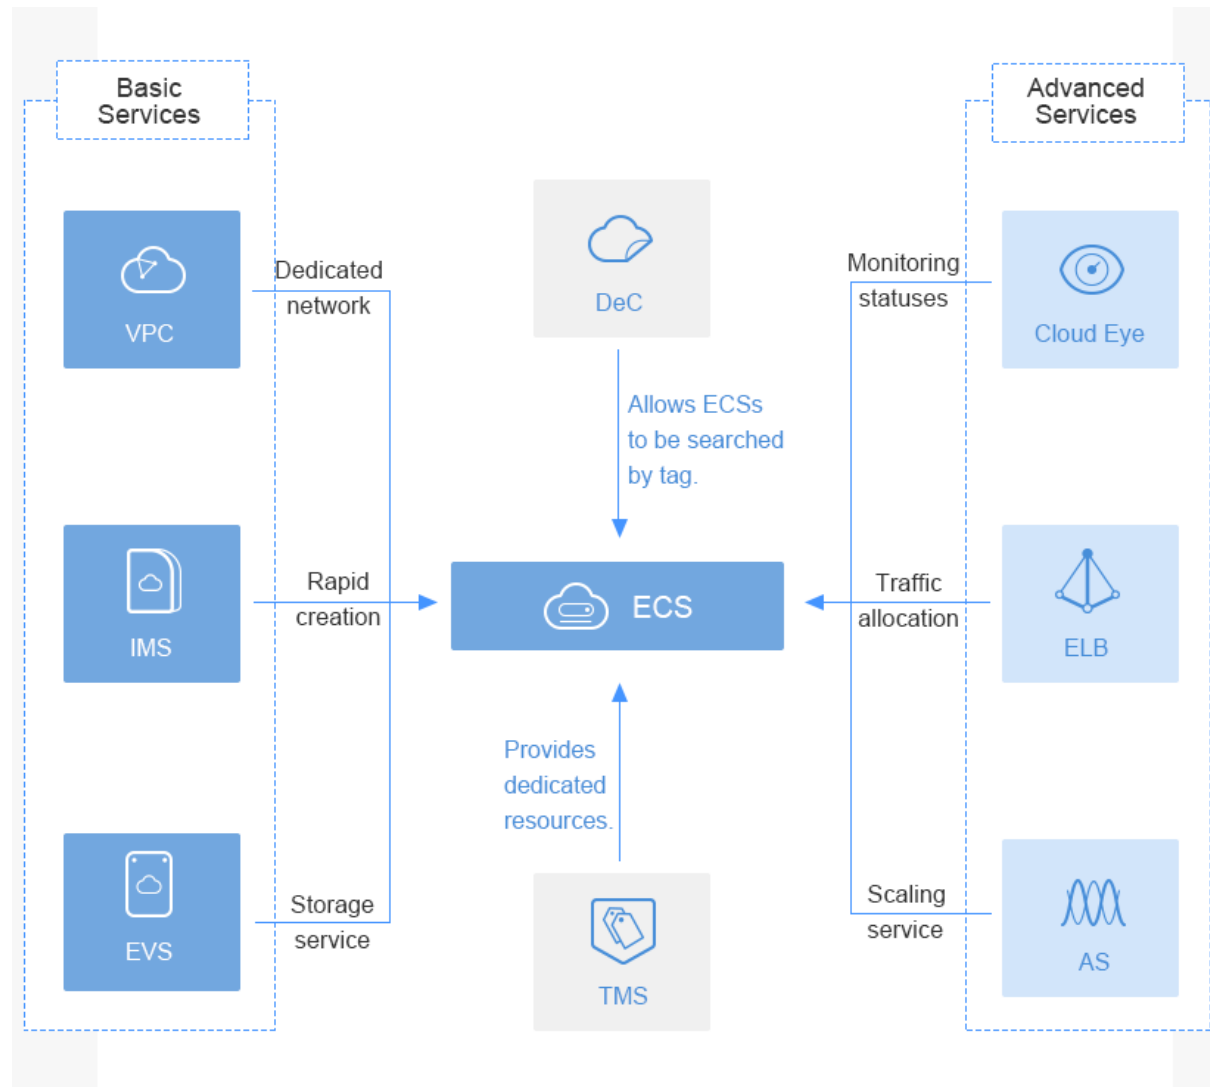 Basic
Services
VPC
Dedicated
network
IMS
Rapid
creation
EVS
Storage
service
DeC
Allows ECSs
to be searched
by tag.
ECS
Provides
dedicated
resources.
TMS
Advanced
Services
Monitoring
statuses
Cloud Eye
Traffic
allocation
ELB
Scaling
service
AS